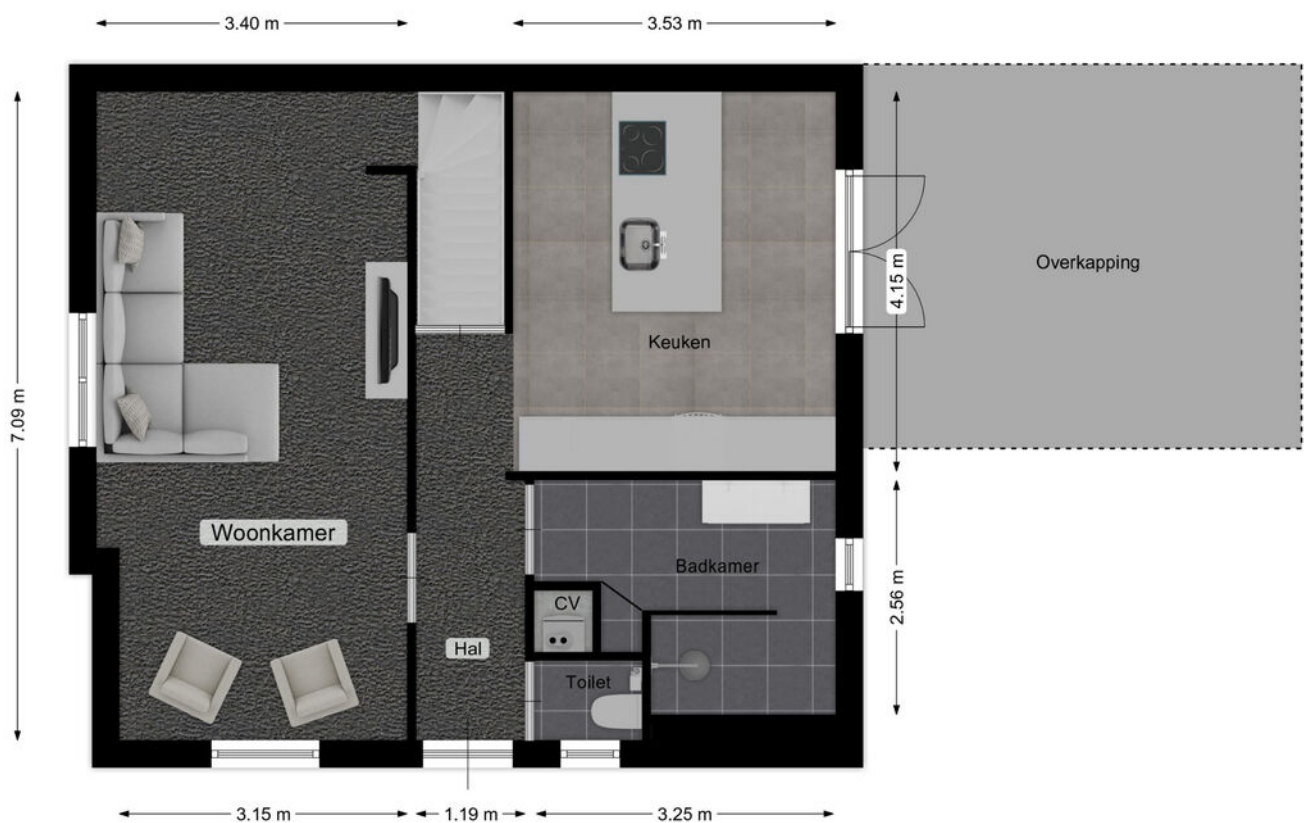 3.40 m
3.53 m
7.09 m
4.15 m
Overkapping
Keuken
Woonkamer
Badkamer
2.56 m
CV
Hal
Toilet
3.15 m
1.19 m
3.25 m